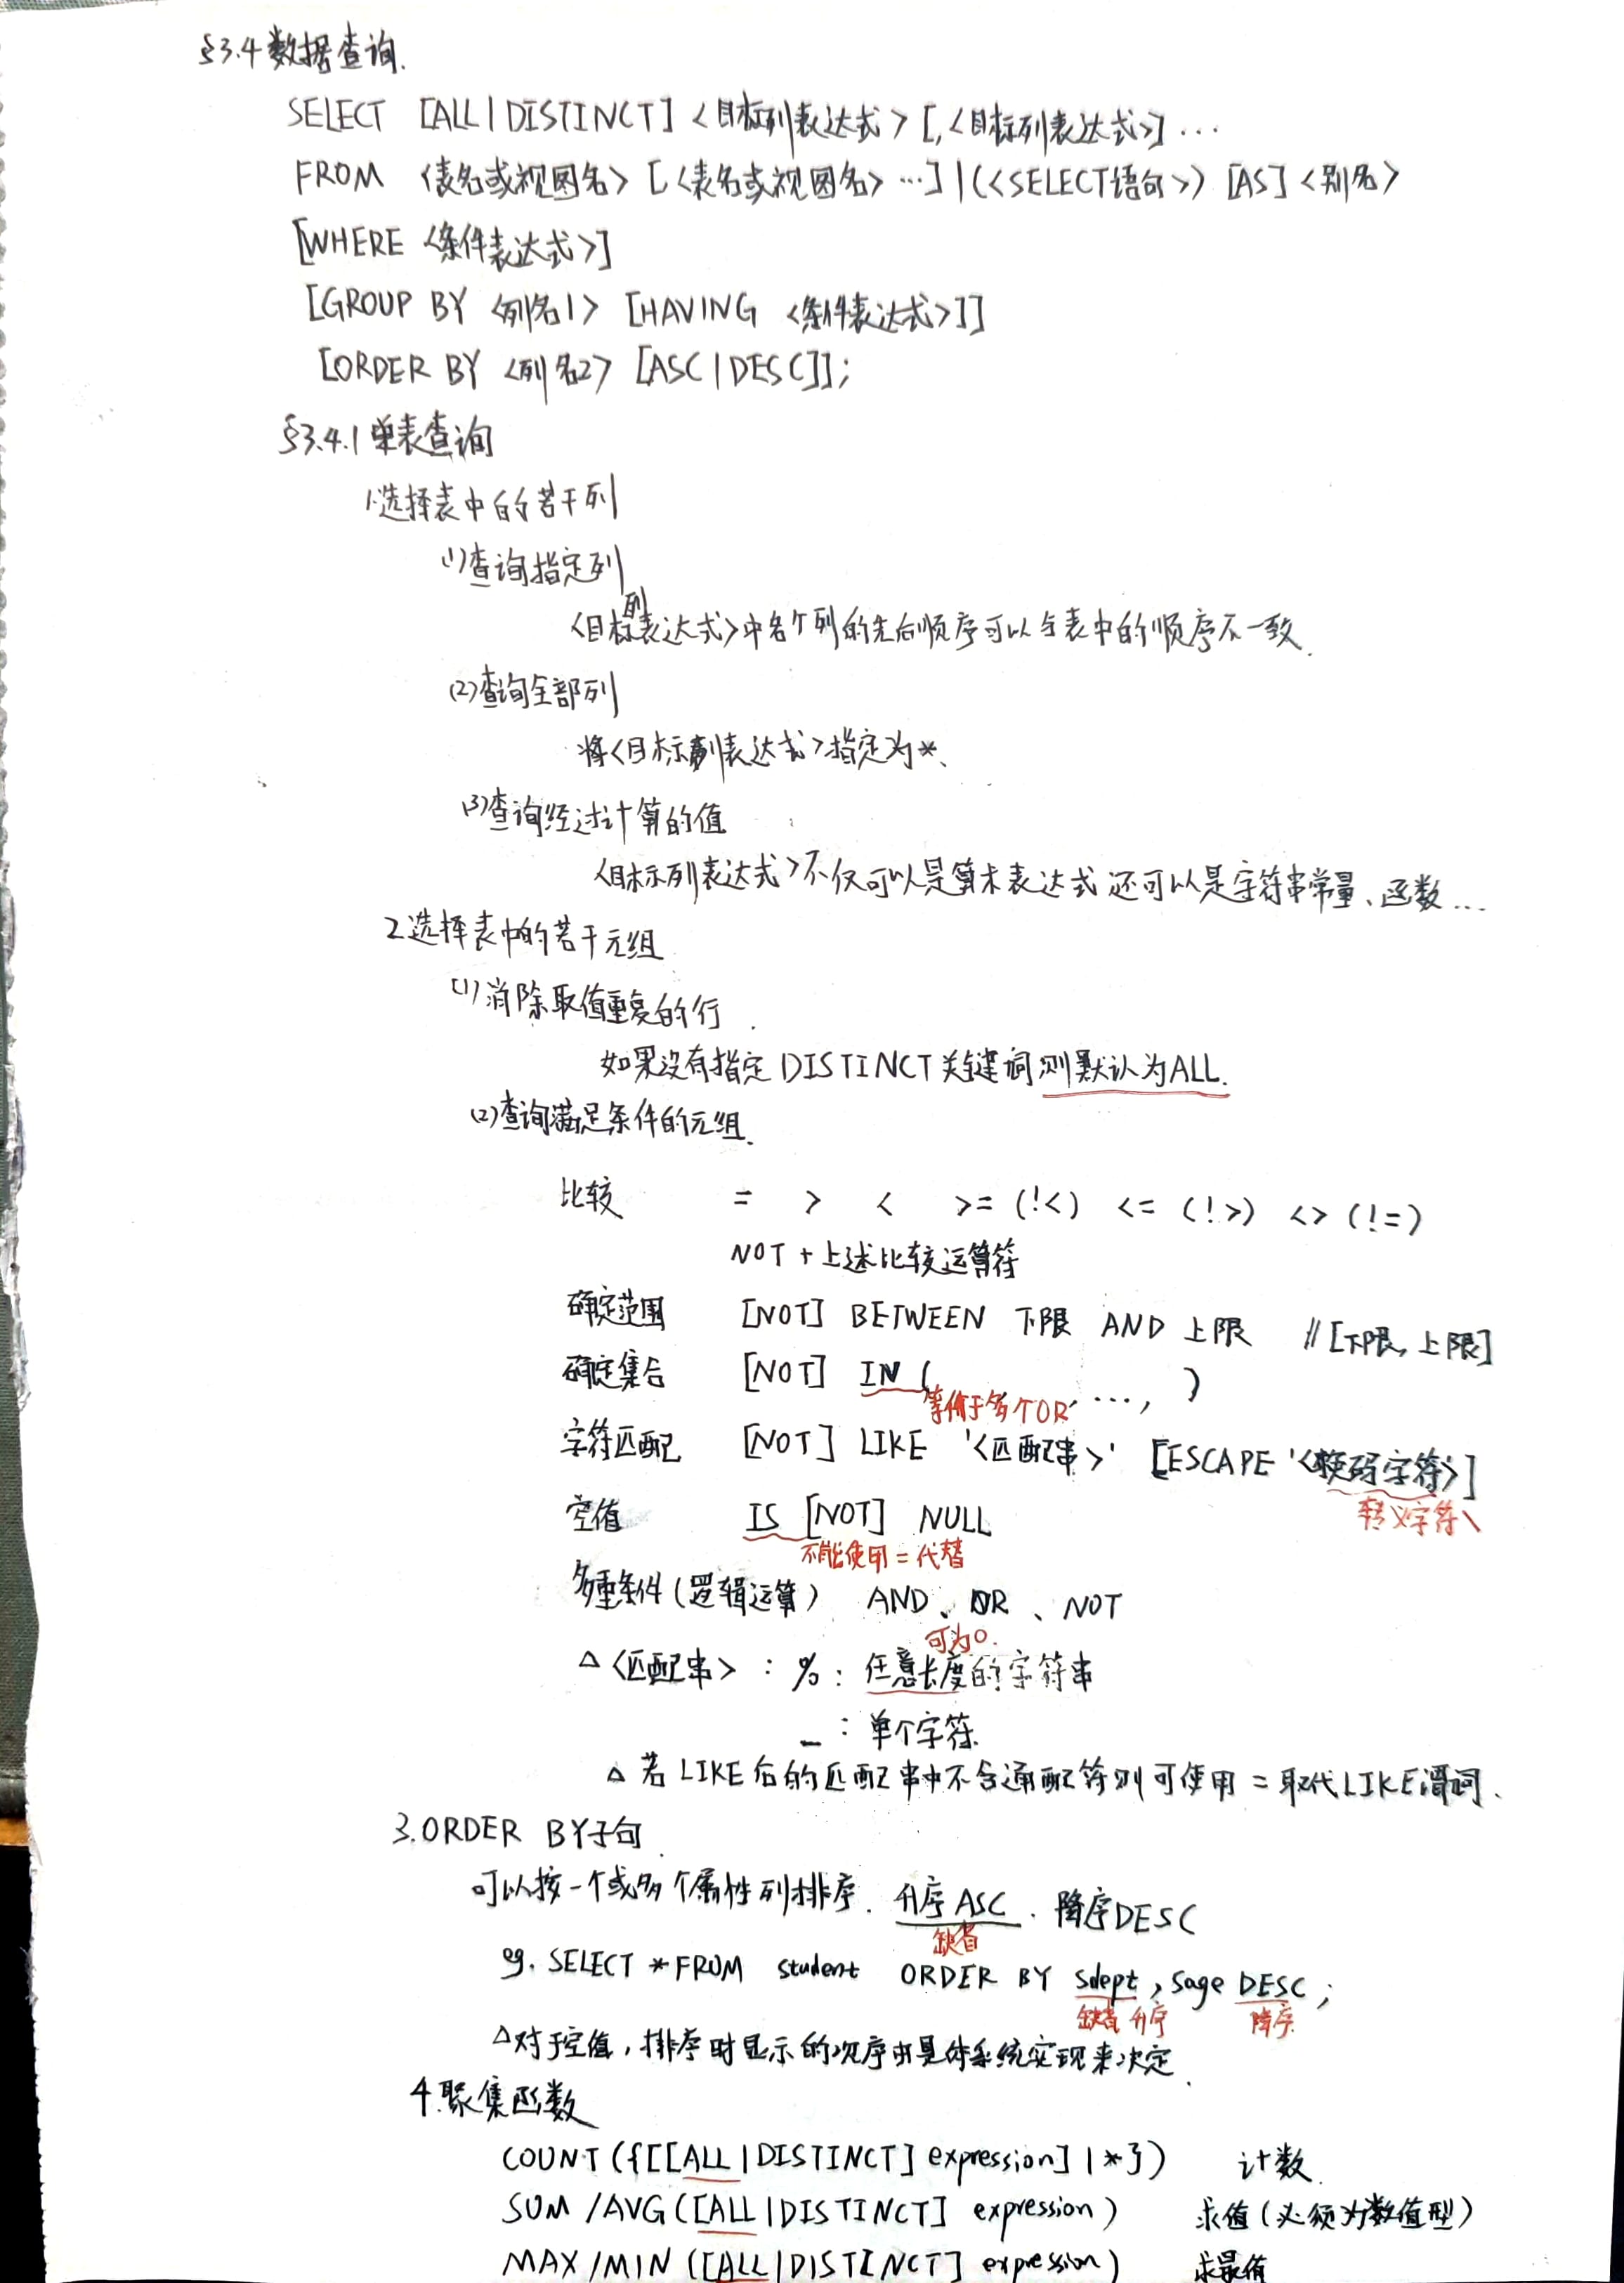 §3.4 数据查询.
SELECT [ALL|DISTINCT] <目标列表达式> [,<目标列表达式>] ...
FROM <表名或视图名> [<表名或视图名> ...] | (<SELECT语句>) [AS] <别名>
[WHERE <条件表达式>]
[GROUP BY <列名1> [HAVING <条件表达式>]]
[ORDER BY <列名2> [ASC|DESC]];
§3.4.1 单表查询
1.选择表中的若干列
(1)查询指定列
<目标列表达式>中各个列的先后顺序可以与表中的顺序不一致.
(2)查询全部列
将<目标列表达式>指定为*.
(3)查询经过计算的值
<目标列表达式>不仅可以是算术表达式 还可以是字符串常量、函数...
2.选择表中的若干元组
(1)消除取值重复的行.
如果没有指定DISTINCT关键词则默认为ALL.
(2)查询满足条件的元组.
比较 = > < >= (!<) <= (!>) <> (!=)
NOT + 上述比较运算符
确定范围 [NOT] BETWEEN 下限 AND 上限 // [下限, 上限]
确定集合 [NOT] IN ( , ..., )
等价于多个OR
字符匹配 [NOT] LIKE '<匹配串>' [ESCAPE '<换码字符>']
转义字符\
空值 IS [NOT] NULL
不能使用=代替
多重条件(逻辑运算) AND、OR、NOT
可为0.
△<匹配串> : % : 任意长度的字符串
_ : 单个字符.
△若LIKE后的匹配串中不含通配符则可使用=取代LIKE谓词.
3.ORDER BY子句.
可以按一个或多个属性列排序. 升序ASC. 降序DESC
缺省
eg. SELECT * FROM student ORDER BY sdept, sage DESC;
缺省 升序 降序
△对于空值,排序时显示的次序由具体系统实现来决定.
4.聚集函数
COUNT ({[[ALL|DISTINCT] expression] | *}) 计数.
SUM /AVG ([ALL|DISTINCT] expression) 求值(必须为数值型)
MAX /MIN ([ALL|DISTINCT] expression) 求最值